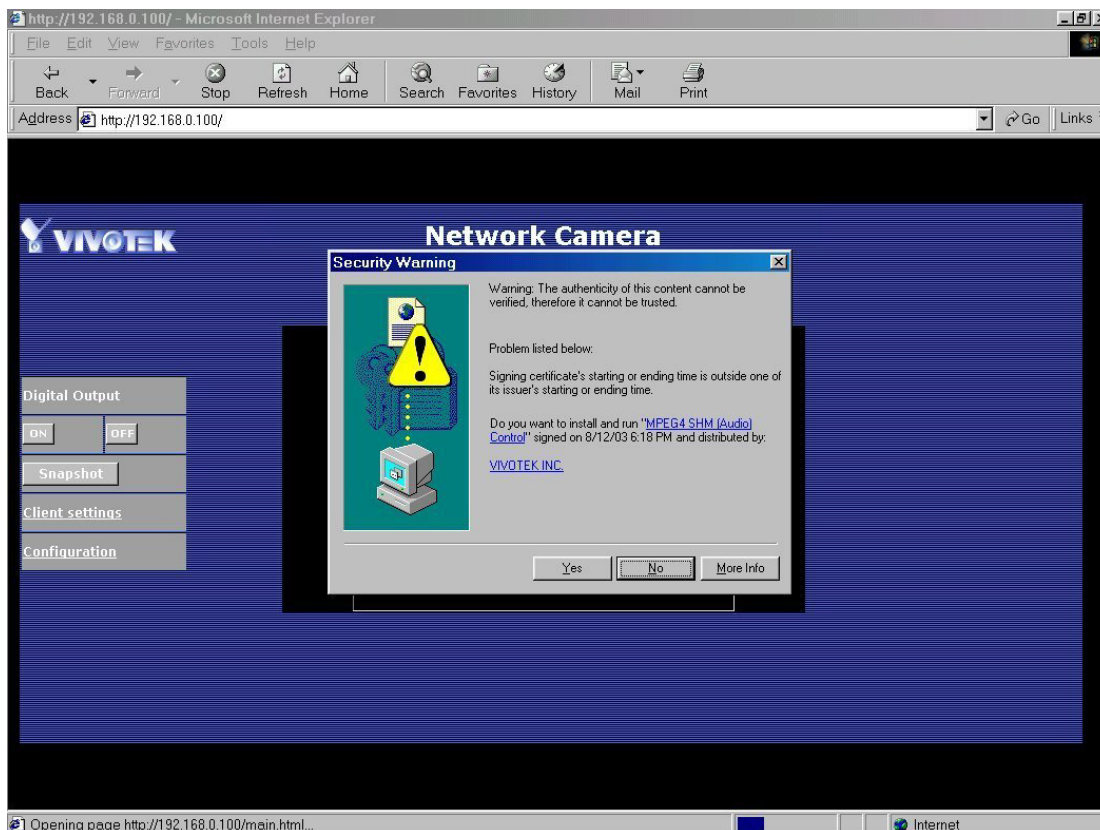 http://192.168.0.100/ - Microsoft Internet Explorer
File Edit View Favorites Tools Help
Back Forward Stop Refresh Home Search Favorites History Mail Print
Address http://192.168.0.100/ Go Links
VIVOTEK
Network Camera
Security Warning
Warning: The authenticity of this content cannot be
verified, therefore it cannot be trusted.
Problem listed below:
Signing certificate's starting or ending time is outside one of
its issuer's starting or ending time.
Do you want to install and run "MPEG4 SHM (Audio)
Control" signed on 8/12/03 6:18 PM and distributed by:
VIVOTEK INC.
Yes No More Info
Digital Output
ON OFF
Snapshot
Client settings
Configuration
Opening page http://192.168.0.100/main.html... Internet